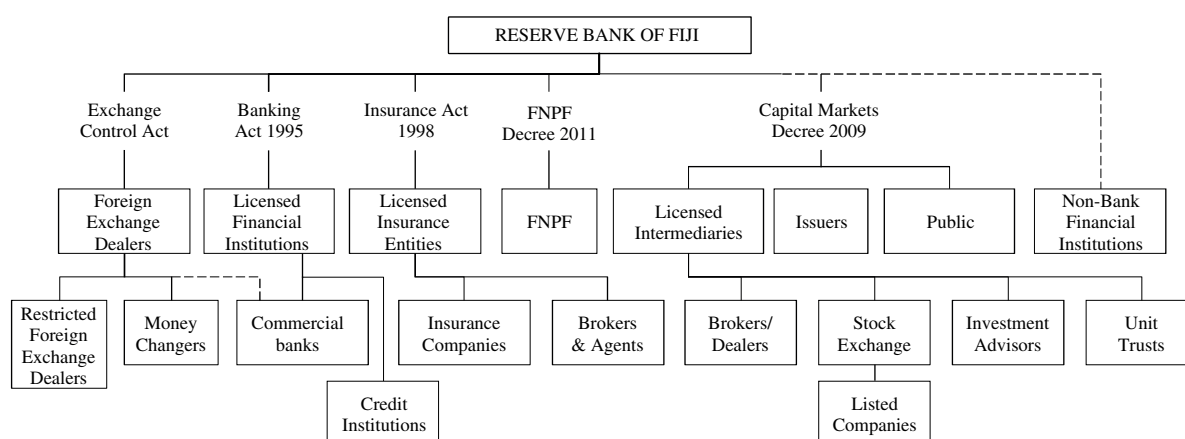 RESERVE BANK OF FIJI
Exchange
Control Act
Banking
Act 1995
Insurance Act
1998
FNPF
Decree 2011
Capital Markets
Decree 2009
Foreign
Exchange
Dealers
Licensed
Financial
Institutions
Licensed
Insurance
Entities
FNPF
Licensed
Intermediaries
Issuers
Public
Non-Bank
Financial
Institutions
Restricted
Foreign
Exchange
Dealers
Money
Changers
Commercial
banks
Insurance
Companies
Brokers
& Agents
Brokers/
Dealers
Stock
Exchange
Investment
Advisors
Unit
Trusts
Credit
Institutions
Listed
Companies